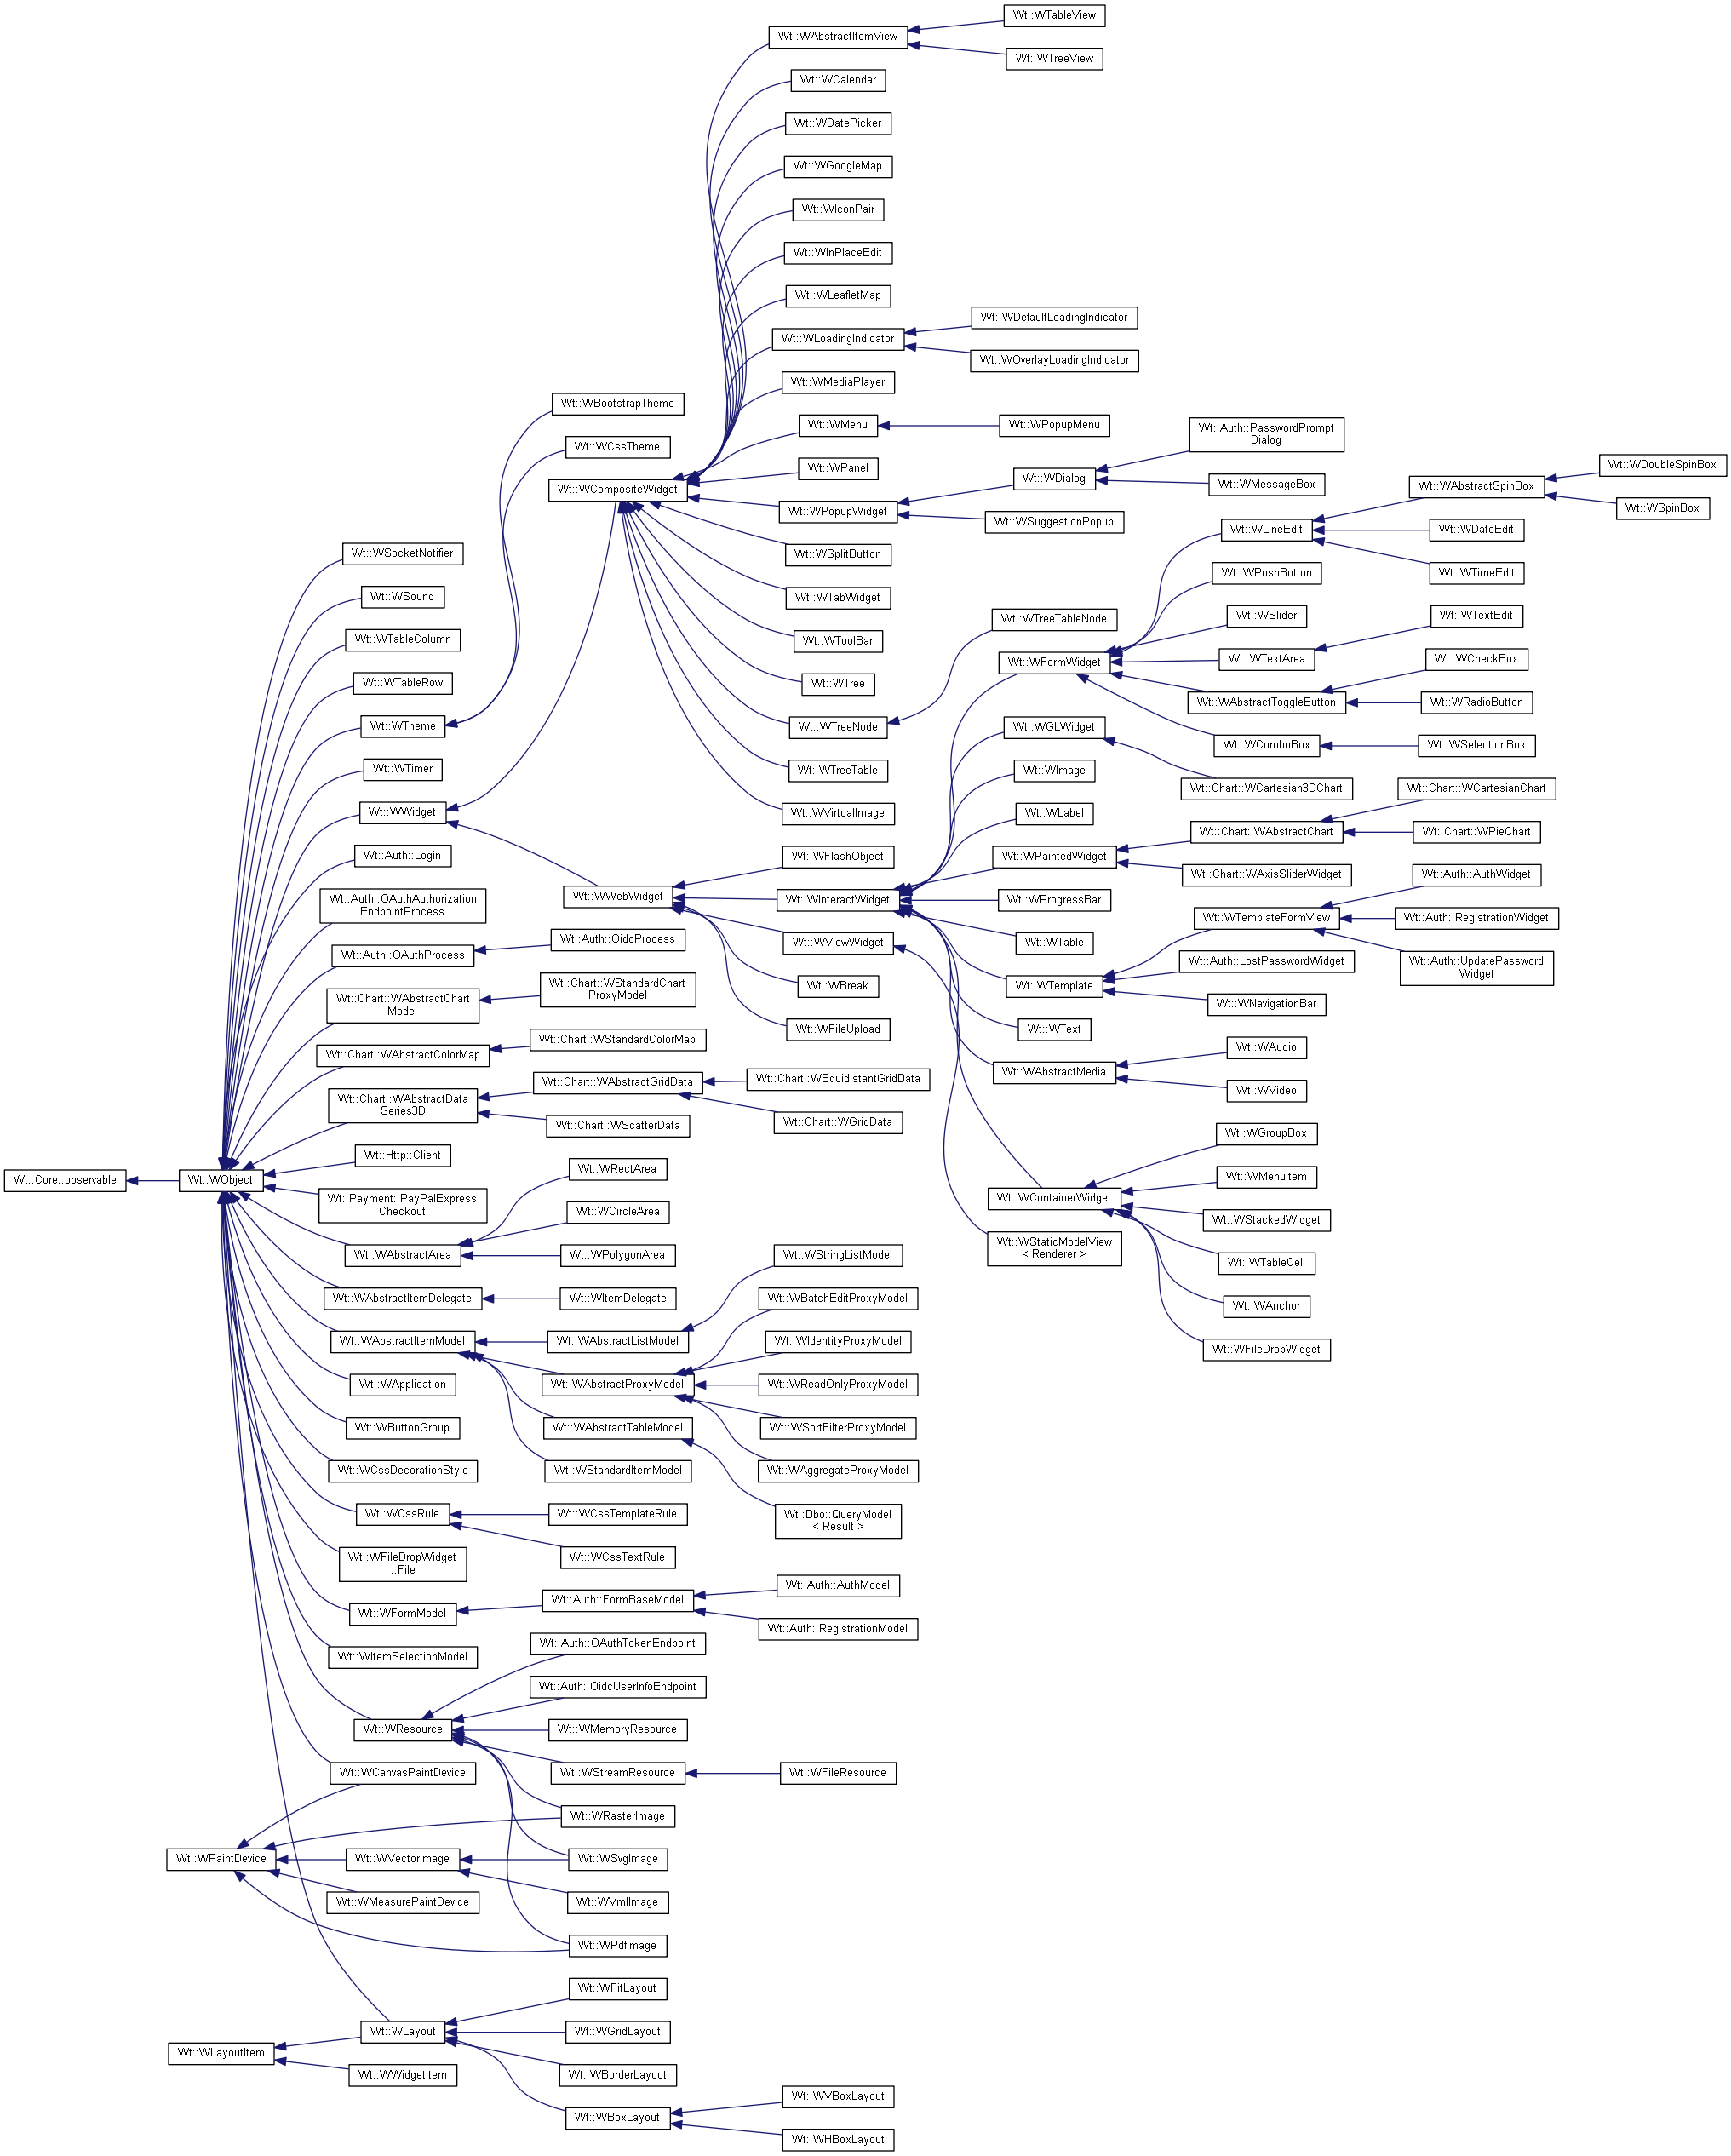 Wt::WTableView
Wt::WAbstractItemView
Wt::WTreeView
Wt::WCalendar
Wt::WDatePicker
Wt::WGoogleMap
Wt::WIconPair
Wt::WInPlaceEdit
Wt::WLeafletMap
Wt::WDefaultLoadingIndicator
Wt::WLoadingIndicator
Wt::WOverlayLoadingIndicator
Wt::WMediaPlayer
Wt::WBootstrapTheme
Wt::WMenu
Wt::WPopupMenu
Wt::Auth::PasswordPrompt
Dialog
Wt::WCssTheme
Wt::WPanel
Wt::WDialog
Wt::WMessageBox
Wt::WDoubleSpinBox
Wt::WAbstractSpinBox
Wt::WSpinBox
Wt::WCompositeWidget
Wt::WPopupWidget
Wt::WSuggestionPopup
Wt::WLineEdit
Wt::WDateEdit
Wt::WSocketNotifier
Wt::WSplitButton
Wt::WPushButton
Wt::WTimeEdit
Wt::WSound
Wt::WTabWidget
Wt::WTreeTableNode
Wt::WSlider
Wt::WTextEdit
Wt::WTableColumn
Wt::WToolBar
Wt::WFormWidget
Wt::WTextArea
Wt::WCheckBox
Wt::WTableRow
Wt::WTree
Wt::WAbstractToggleButton
Wt::WRadioButton
Wt::WTheme
Wt::WTreeNode
Wt::WGLWidget
Wt::WComboBox
Wt::WSelectionBox
Wt::WTimer
Wt::WTreeTable
Wt::WImage
Wt::Chart::WCartesian3DChart
Wt::Chart::WCartesianChart
Wt::WWidget
Wt::WVirtualImage
Wt::WLabel
Wt::Chart::WAbstractChart
Wt::Chart::WPieChart
Wt::Auth::Login
Wt::WFlashObject
Wt::WPaintedWidget
Wt::Chart::WAxisSliderWidget
Wt::Auth::AuthWidget
Wt::Auth::OAuthAuthorization
EndpointProcess
Wt::WWebWidget
Wt::WInteractWidget
Wt::WProgressBar
Wt::WTemplateFormView
Wt::Auth::RegistrationWidget
Wt::Auth::OAuthProcess
Wt::Auth::OidcProcess
Wt::WViewWidget
Wt::WTable
Wt::Auth::LostPasswordWidget
Wt::Auth::UpdatePassword
Widget
Wt::Chart::WAbstractChart
Model
Wt::Chart::WStandardChart
ProxyModel
Wt::WBreak
Wt::WTemplate
Wt::WNavigationBar
Wt::WFileUpload
Wt::WText
Wt::Chart::WAbstractColorMap
Wt::Chart::WStandardColorMap
Wt::WAudio
Wt::WAbstractMedia
Wt::WVideo
Wt::Chart::WAbstractData
Series3D
Wt::Chart::WAbstractGridData
Wt::Chart::WEquidistantGridData
Wt::Chart::WScatterData
Wt::Chart::WGridData
Wt::WGroupBox
Wt::Http::Client
Wt::WRectArea
Wt::WMenuItem
Wt::Core::observable
Wt::WObject
Wt::Payment::PayPalExpress
Checkout
Wt::WCircleArea
Wt::WContainerWidget
Wt::WStackedWidget
Wt::WAbstractArea
Wt::WPolygonArea
Wt::WStringListModel
Wt::WStaticModelView
< Renderer >
Wt::WTableCell
Wt::WAbstractItemDelegate
Wt::WItemDelegate
Wt::WBatchEditProxyModel
Wt::WAnchor
Wt::WAbstractItemModel
Wt::WAbstractListModel
Wt::WIdentityProxyModel
Wt::WFileDropWidget
Wt::WApplication
Wt::WAbstractProxyModel
Wt::WReadOnlyProxyModel
Wt::WButtonGroup
Wt::WAbstractTableModel
Wt::WSortFilterProxyModel
Wt::WCssDecorationStyle
Wt::WStandardItemModel
Wt::WAggregateProxyModel
Wt::WCssRule
Wt::WCssTemplateRule
Wt::Dbo::QueryModel
< Result >
Wt::WFileDropWidget
::File
Wt::WCssTextRule
Wt::WFormModel
Wt::Auth::FormBaseModel
Wt::Auth::AuthModel
Wt::Auth::RegistrationModel
Wt::WItemSelectionModel
Wt::Auth::OAuthTokenEndpoint
Wt::Auth::OidcUserInfoEndpoint
Wt::WResource
Wt::WMemoryResource
Wt::WCanvasPaintDevice
Wt::WStreamResource
Wt::WFileResource
Wt::WRasterImage
Wt::WPaintDevice
Wt::WVectorImage
Wt::WSvgImage
Wt::WMeasurePaintDevice
Wt::WVmlImage
Wt::WPdfImage
Wt::WFitLayout
Wt::WLayout
Wt::WGridLayout
Wt::WLayoutItem
Wt::WWidgetItem
Wt::WBorderLayout
Wt::WVBoxLayout
Wt::WBoxLayout
Wt::WHBoxLayout